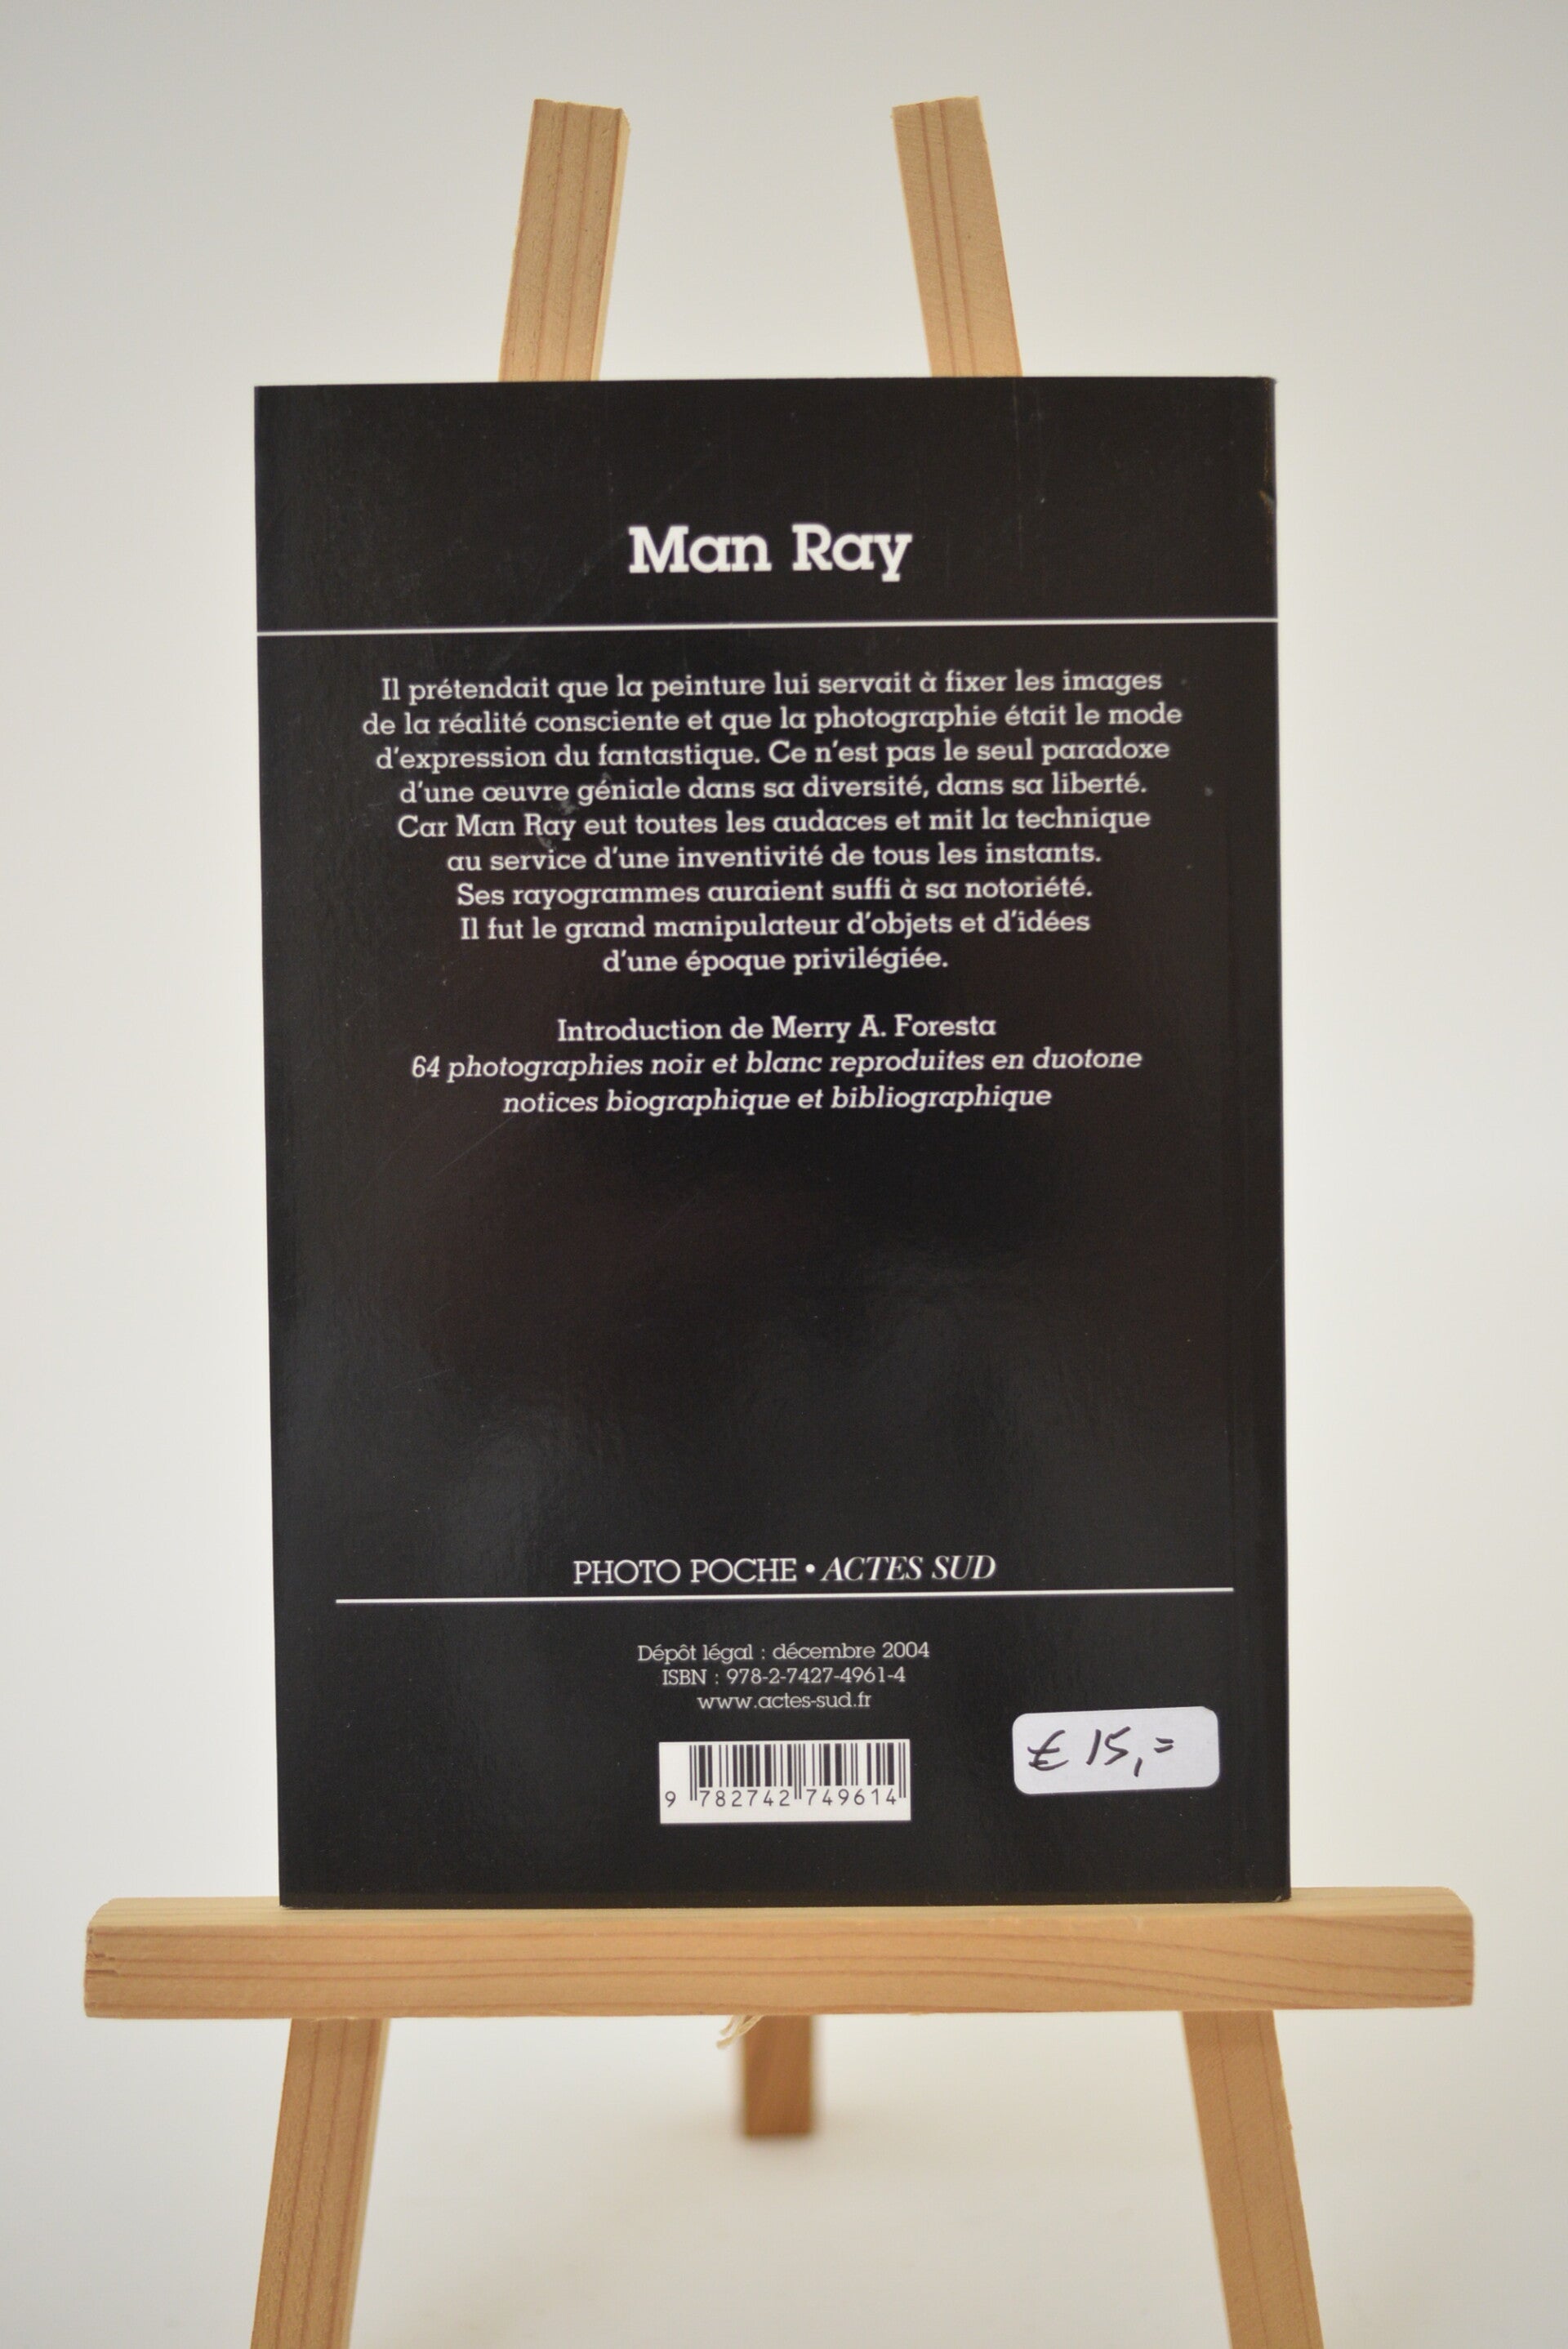 Man Ray
Il prétendait que la peinture lui servait à fixer les images
de la réalité consciente et que la photographie était le mode
d'expression du fantastique. Ce n'est pas le seul paradoxe
d'une œuvre géniale dans sa diversité, dans sa liberté.
Car Man Ray eut toutes les audaces et mit la technique
au service d'une inventivité de tous les instants.
Ses rayogrammes auraient suffi à sa notoriété.
Il fut le grand manipulateur d'objets et d'idées
d'une époque privilégiée.
Introduction de Merry A. Foresta
64 photographies noir et blanc reproduites en duotone
notices biographique et bibliographique
PHOTO POCHE • ACTES SUD
Dépôt légal : décembre 2004
ISBN : 978-2-7427-4961-4
www.actes-sud.fr
€ 15,=
9 782742 749614